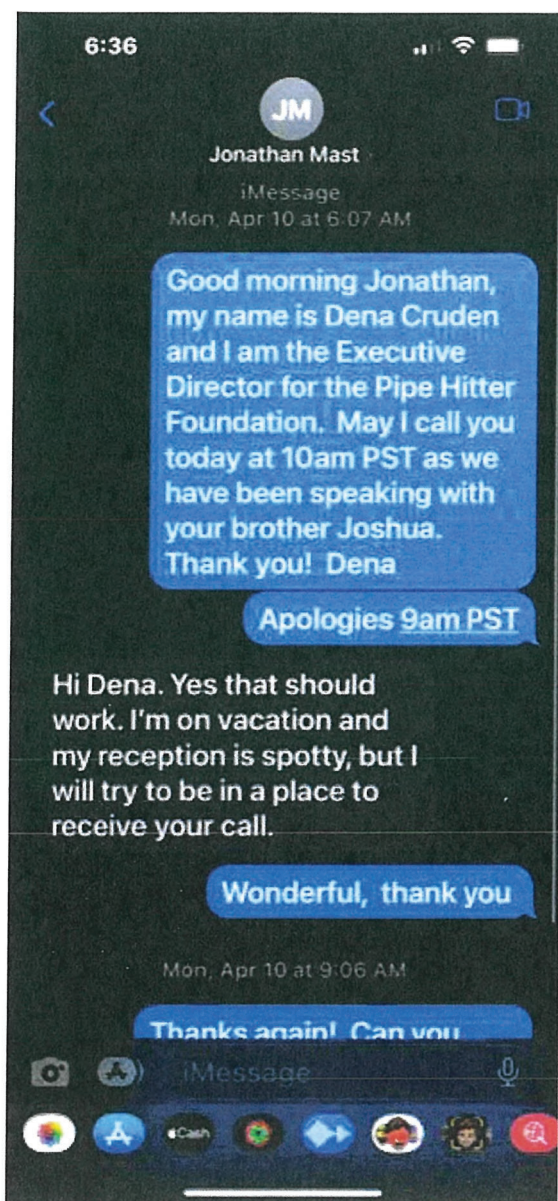 6:36
JM
Jonathan Mast
iMessage
Mon, Apr 10 at 6:07 AM
Good morning Jonathan,
my name is Dena Cruden
and I am the Executive
Director for the Pipe Hitter
Foundation.  May I call you
today at 10am PST as we
have been speaking with
your brother Joshua.
Thank you!  Dena
Apologies 9am PST
Hi Dena. Yes that should
work. I'm on vacation and
my reception is spotty, but I
will try to be in a place to
receive your call.
Wonderful,  thank you
Mon, Apr 10 at 9:06 AM
Thanks again!  Can you
iMessage
Cash